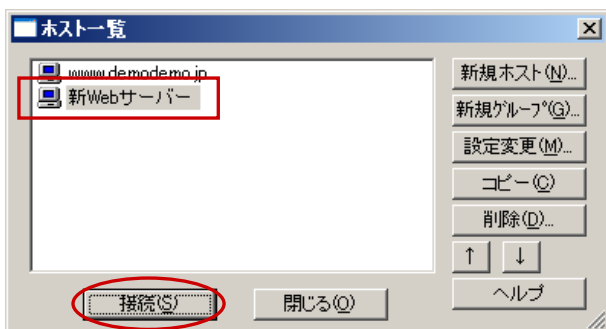 ホスト一覧
www.demodemo.jp
新Webサーバー
新規ホスト(N)...
新規グループ(G)...
設定変更(M)...
コピー(C)
削除(D)...
↑ ↓
接続(S)
閉じる(O)
ヘルプ